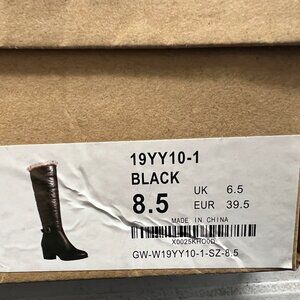 19YY10-1
BLACK
8.5 UK 6.5
EUR 39.5
MADE IN CHINA
X0025KHO0D
GW-W19YY10-1-SZ-8.5